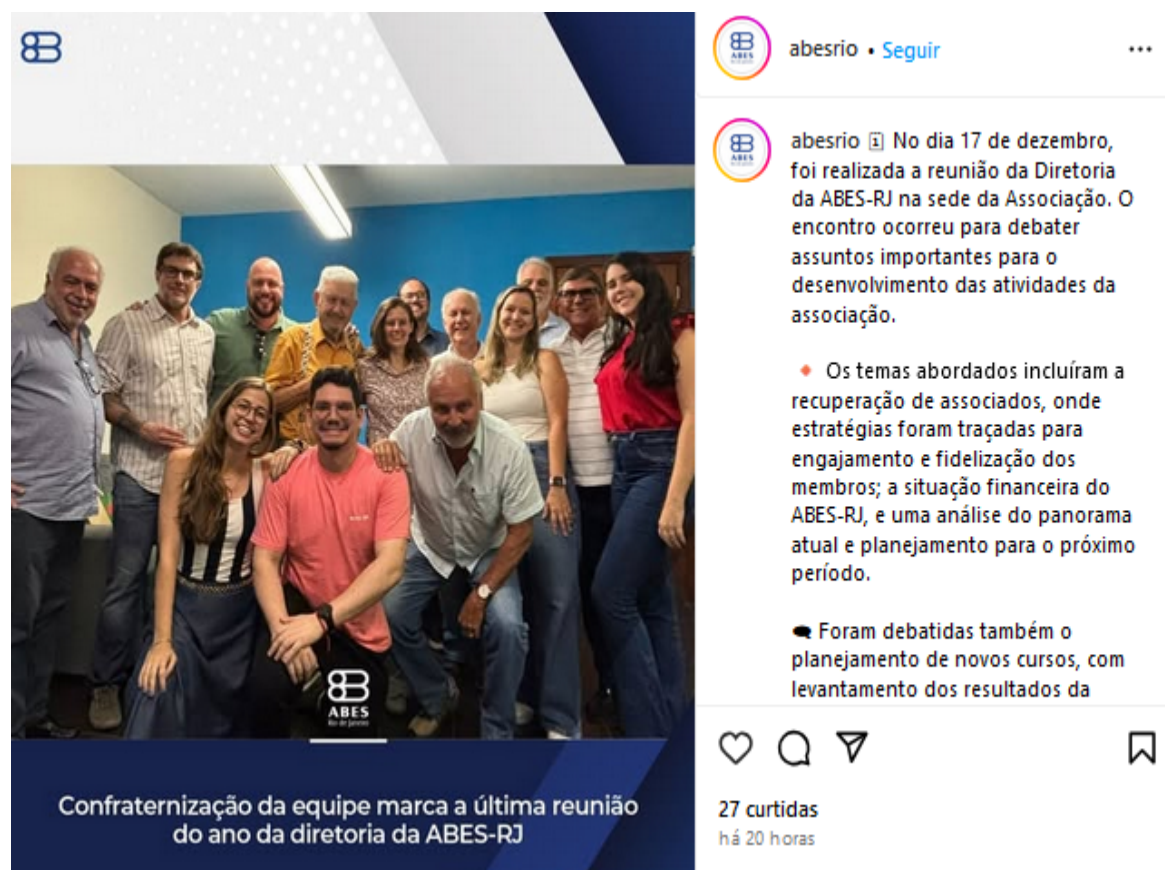 abesrio • Seguir
abesrio No dia 17 de dezembro,
foi realizada a reunião da Diretoria
da ABES-RJ na sede da Associação. O
encontro ocorreu para debater
assuntos importantes para o
desenvolvimento das atividades da
associação.
Os temas abordados incluíram a
recuperação de associados, onde
estratégias foram traçadas para
engajamento e fidelização dos
membros; a situação financeira do
ABES-RJ, e uma análise do panorama
atual e planejamento para o próximo
período.
Foram debatidas também o
planejamento de novos cursos, com
levantamento dos resultados da
27 curtidas
há 20 horas
ABES
Rio de Janeiro
Confraternização da equipe marca a última reunião
do ano da diretoria da ABES-RJ
ABES
ABES